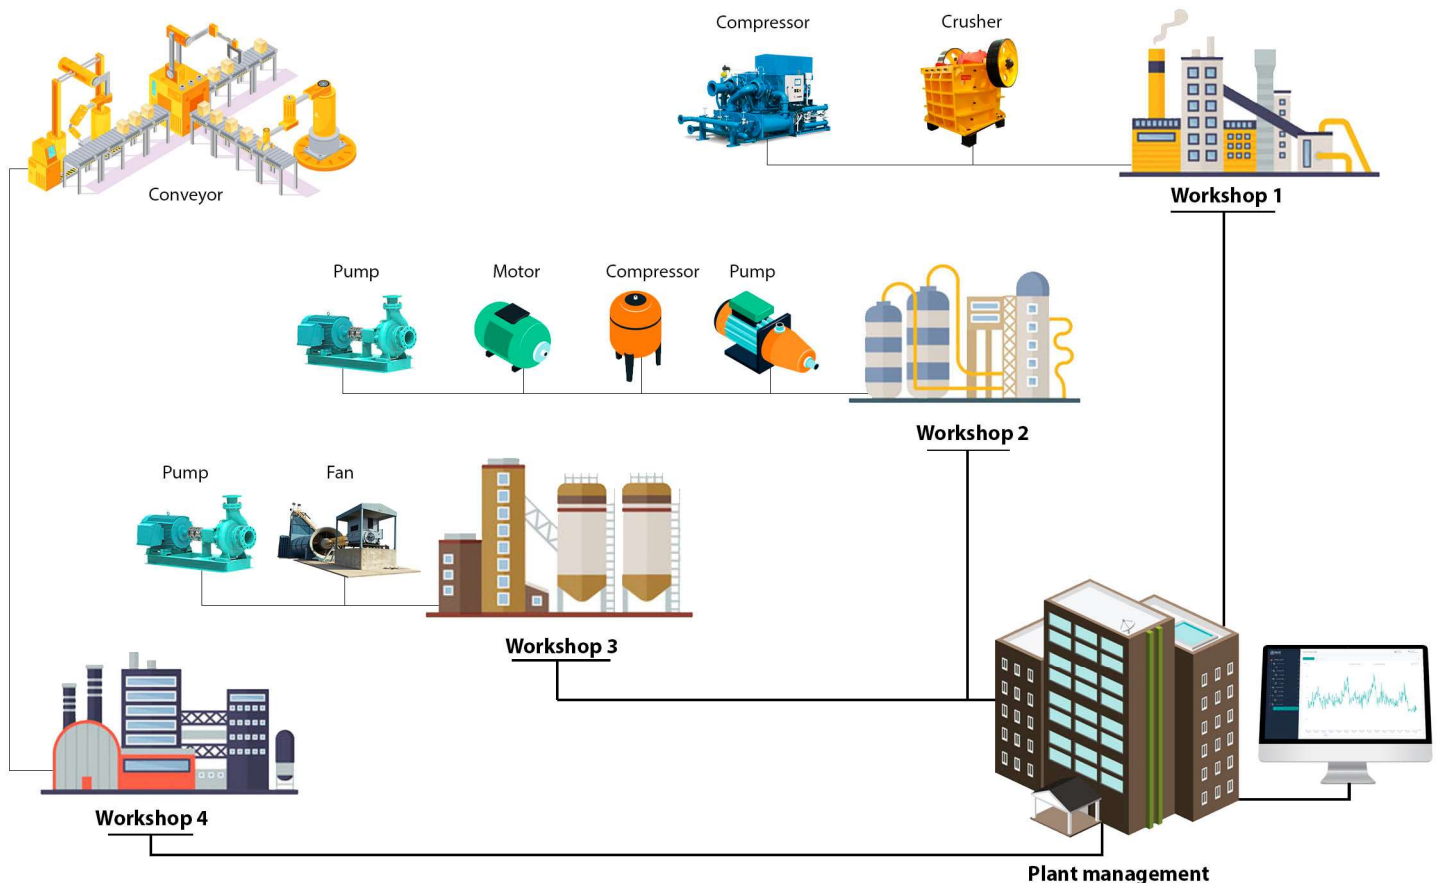 Compressor
Crusher
Conveyor
Workshop 1
Pump
Motor
Compressor
Pump
Workshop 2
Pump
Fan
Workshop 3
Workshop 4
Plant management